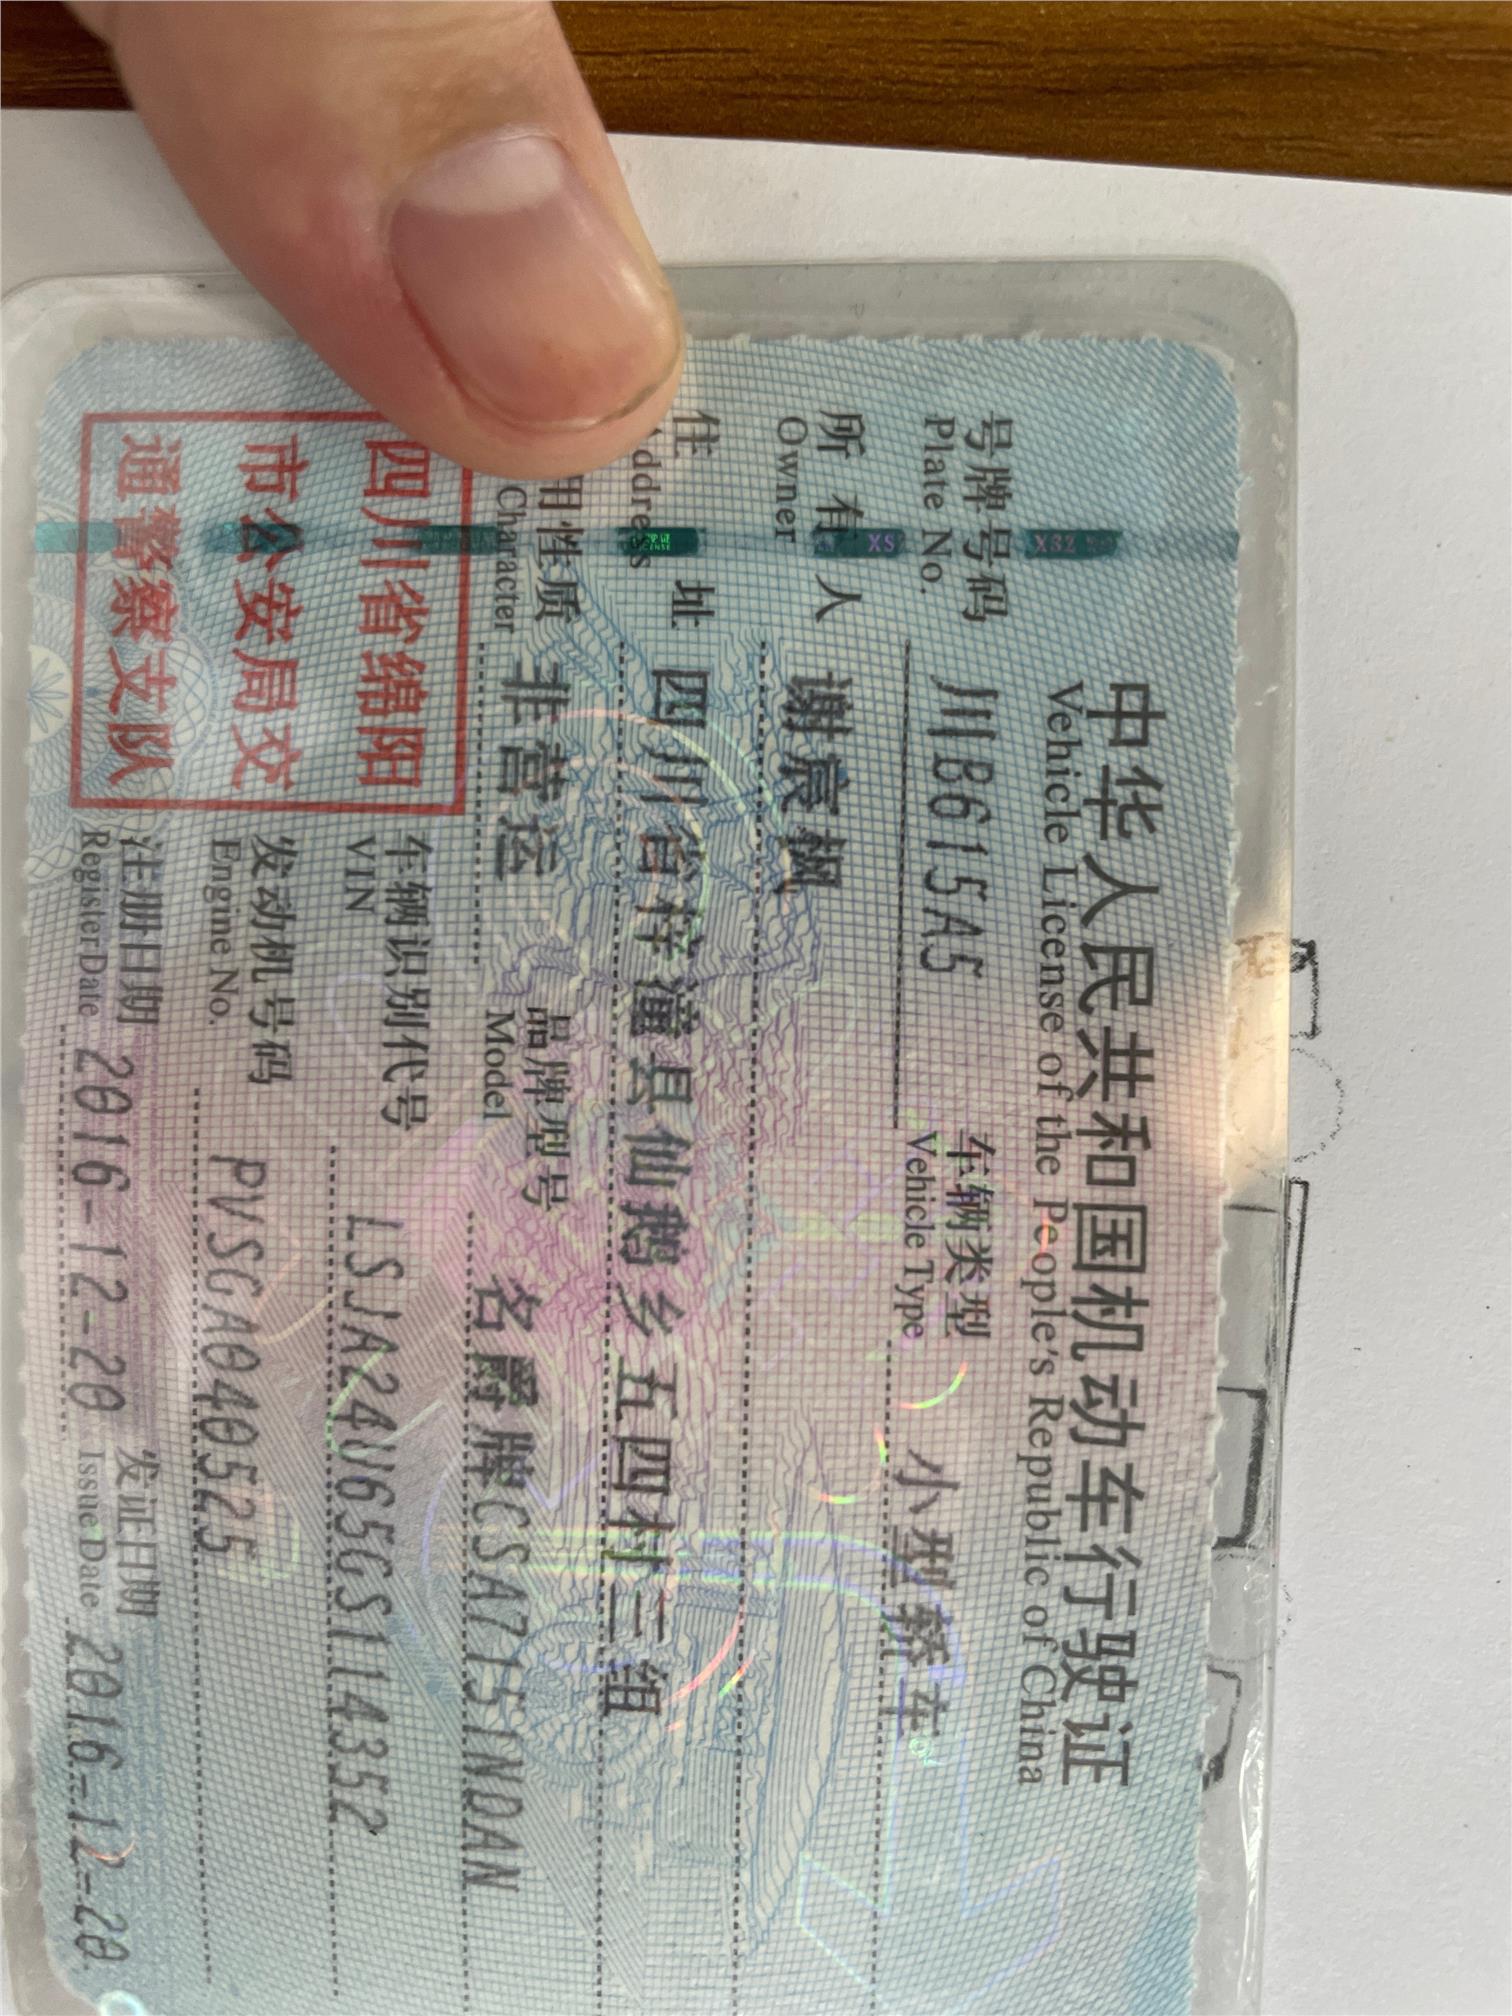 中华人民共和国机动车行驶证
Vehicle License of the People's Republic of China
号牌号码 川B615A5 车辆类型 小型轿车
Plate No. Vehicle Type
所有人 谢宸枫
Owner
住址 四川省梓潼县仙鹅乡五四村三组
Address
用性质 非营运 品牌型号 名爵牌CSA7151NDAN
Character Model
四川省绵阳
市公安局交
通警察支队
车辆识别代号 LSJA24U65GS114352
VIN
发动机号码 PVSGA040525
Engine No.
注册日期 2016-12-20 发证日期 2016-12-20
Register Date Issue Date